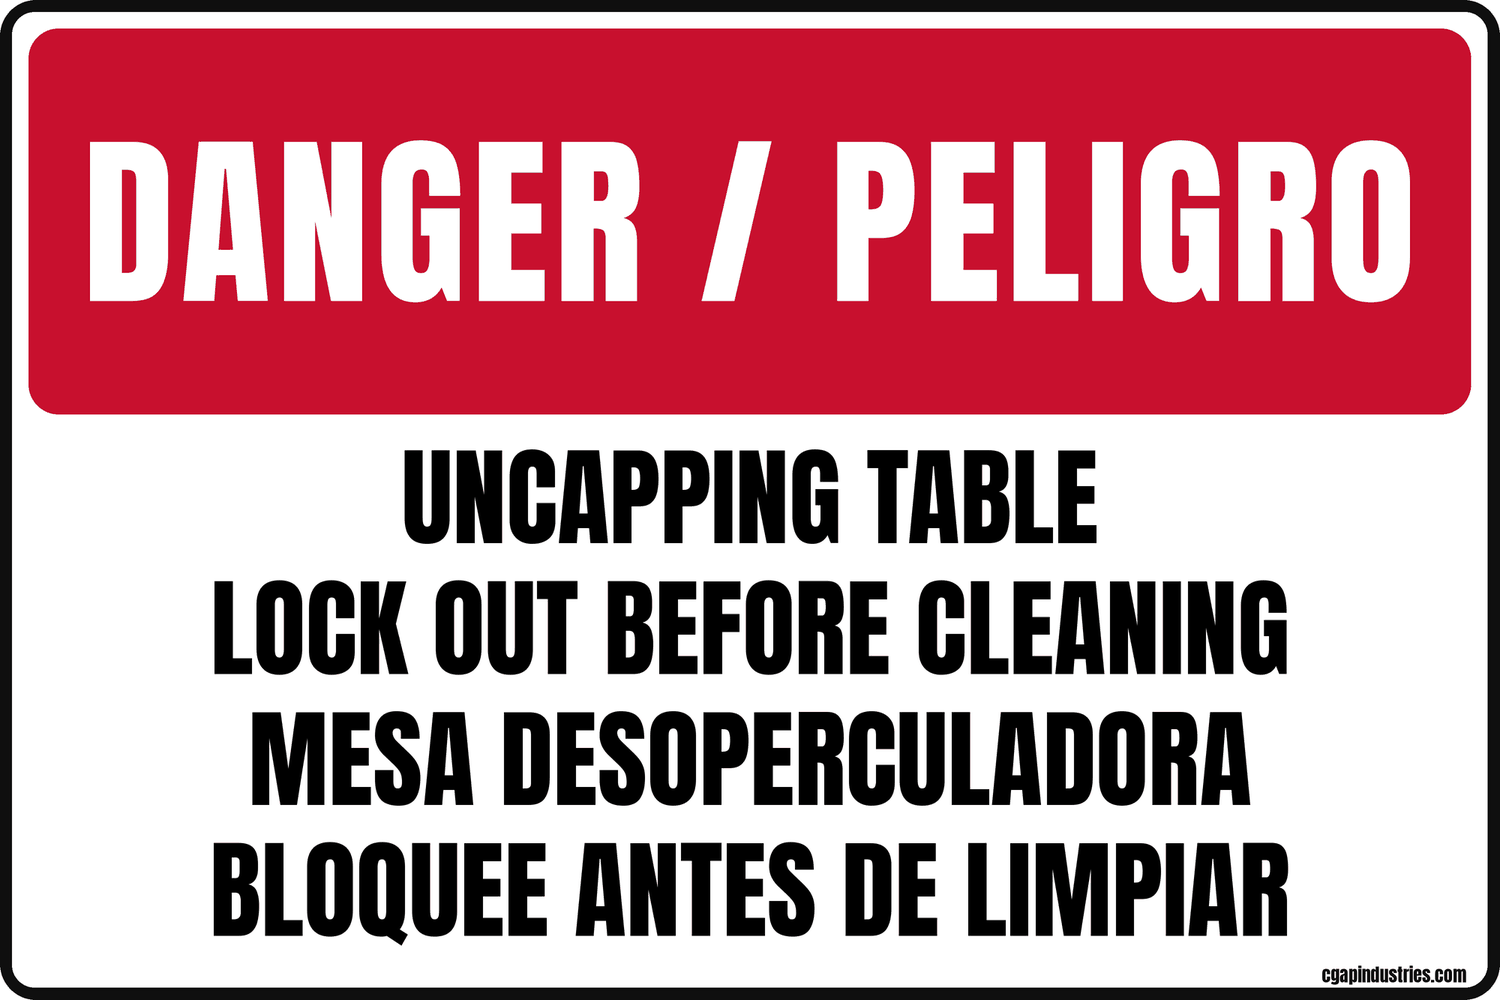 DANGER / PELIGRO
UNCAPPING TABLE
LOCK OUT BEFORE CLEANING
MESA DESOPERCULADORA
BLOQUEE ANTES DE LIMPIAR
cgapindustries.com